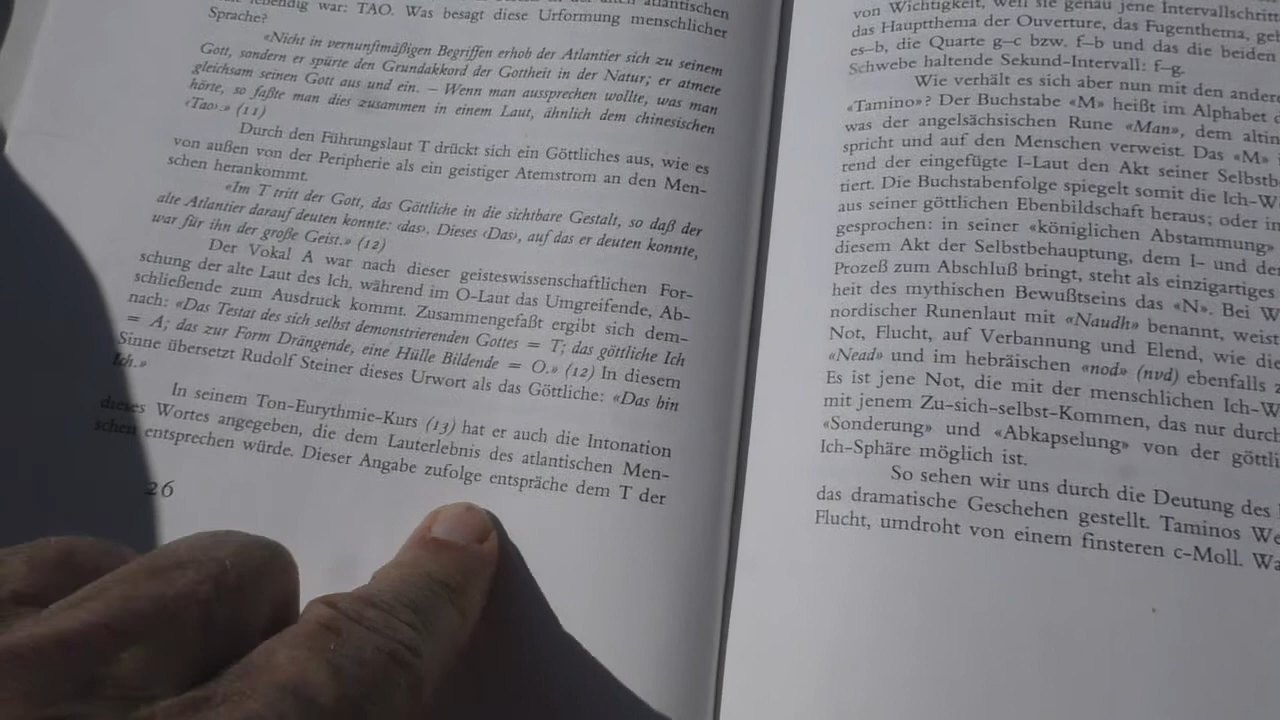 lebendig war: TAO. Was besagt diese Urformung menschlicher
Sprache?
«Nicht in vernunftmäßigen Begriffen erhob der Atlantier sich zu seinem
Gott, sondern er spürte den Grundakkord der Gottheit in der Natur; er atmete
gleichsam seinen Gott aus und ein. – Wenn man aussprechen wollte, was man
hörte, so faßte man dies zusammen in einem Laut, ähnlich dem chinesischen
‹Tao›.» (11)
Durch den Führungslaut T drückt sich ein Göttliches aus, wie es
von außen von der Peripherie als ein geistiger Atemstrom an den Men-
schen herankommt.
«Im T tritt der Gott, das Göttliche in die sichtbare Gestalt, so daß der
alte Atlantier darauf deuten konnte: ‹das›. Dieses ‹Das›, auf das er deuten konnte,
war für ihn der große Geist.» (12)
Der Vokal A war nach dieser geisteswissenschaftlichen For-
schung der alte Laut des Ich, während im O-Laut das Umgreifende, Ab-
schließende zum Ausdruck kommt. Zusammengefaßt ergibt sich dem-
nach: «Das Testat des sich selbst demonstrierenden Gottes = T; das göttliche Ich
= A; das zur Form Drängende, eine Hülle Bildende = O.» (12) In diesem
Sinne übersetzt Rudolf Steiner dieses Urwort als das Göttliche: «Das bin
Ich.»
In seinem Ton-Eurythmie-Kurs (13) hat er auch die Intonation
dieses Wortes angegeben, die dem Lauterlebnis des atlantischen Men-
schen entsprechen würde. Dieser Angabe zufolge entspräche dem T der
26
von Wichtigkeit, weil sie genau jene Intervallschritt
das Hauptthema der Ouverture, das Fugenthema, geb
es–b, die Quarte g–c bzw. f–b und das die beiden
Schwebe haltende Sekund-Intervall: f–g.
Wie verhält es sich aber nun mit den andere
«Tamino»? Der Buchstabe «M» heißt im Alphabet
was der angelsächsischen Rune «Man», dem altin
spricht und auf den Menschen verweist. Das «M»
rend der eingefügte I-Laut den Akt seiner Selbstb
tiert. Die Buchstabenfolge spiegelt somit die Ich-W
aus seiner göttlichen Ebenbildschaft heraus; oder in
gesprochen: in seiner «königlichen Abstammung»
diesem Akt der Selbstbehauptung, dem I- und de
Prozeß zum Abschluß bringt, steht als einzigartiges
heit des mythischen Bewußtseins das «N». Bei W
nordischer Runenlaut mit «Naudh» benannt, weist
Not, Flucht, auf Verbannung und Elend, wie die
«Nead» und im hebräischen «nod» (nvd) ebenfalls z
Es ist jene Not, die mit der menschlichen Ich-W
mit jenem Zu-sich-selbst-Kommen, das nur durch
«Sonderung» und «Abkapselung» von der göttli
Ich-Sphäre möglich ist.
So sehen wir uns durch die Deutung des
das dramatische Geschehen gestellt. Taminos We
Flucht, umdroht von einem finsteren c-Moll. Wa